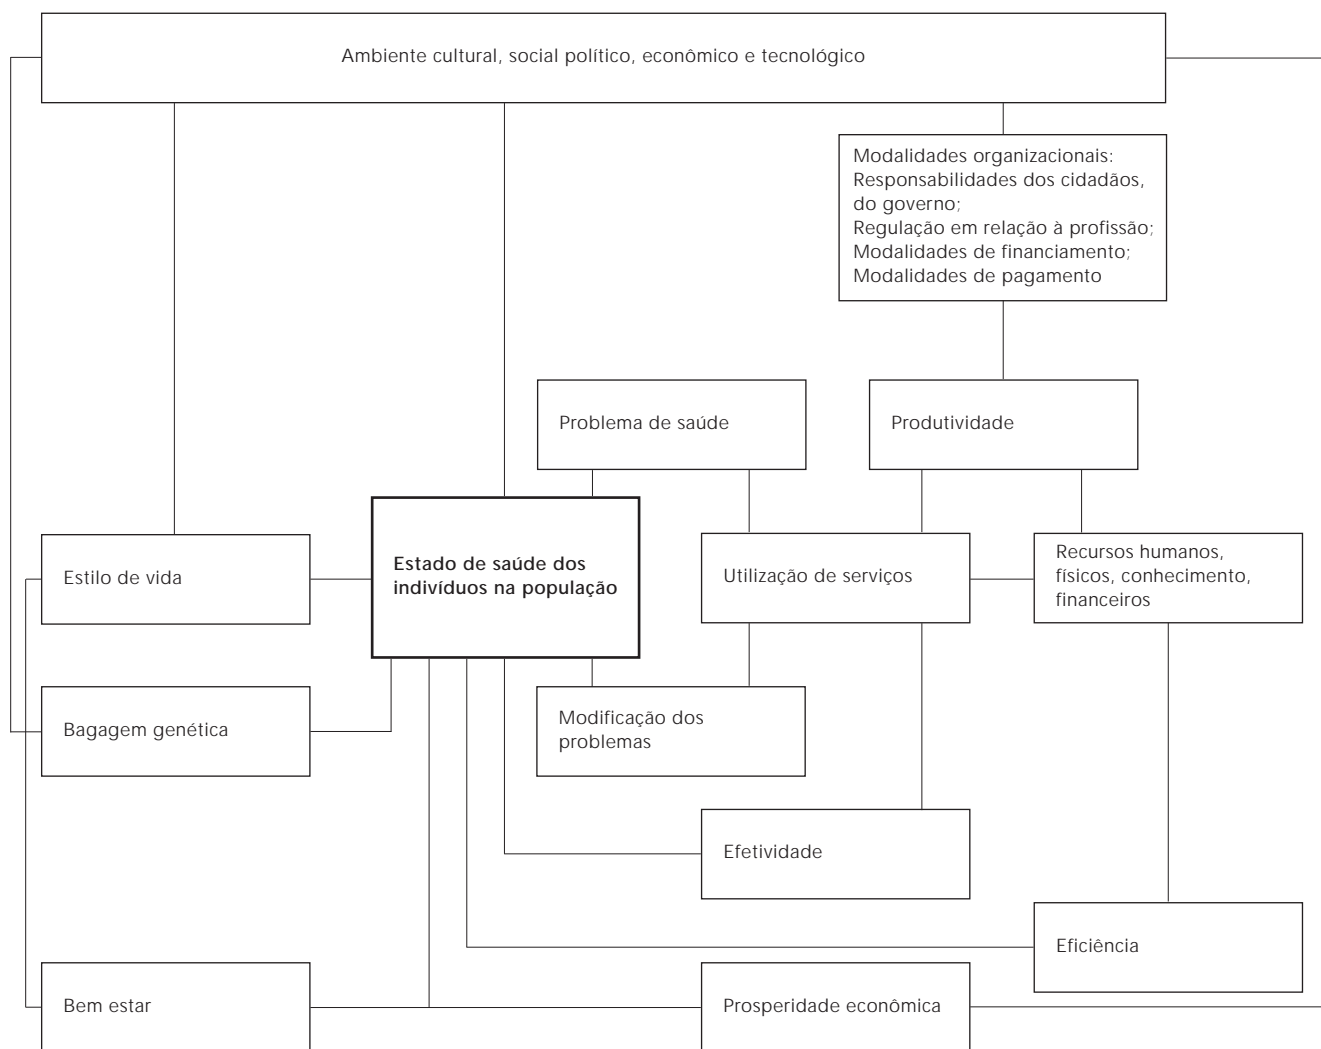 Ambiente cultural, social político, econômico e tecnológico
Modalidades organizacionais:
Responsabilidades dos cidadãos,
do governo;
Regulação em relação à profissão;
Modalidades de financiamento;
Modalidades de pagamento
Problema de saúde
Produtividade
Estilo de vida
Estado de saúde dos
indivíduos na população
Utilização de serviços
Recursos humanos,
físicos, conhecimento,
financeiros
Bagagem genética
Modificação dos
problemas
Efetividade
Eficiência
Bem estar
Prosperidade econômica